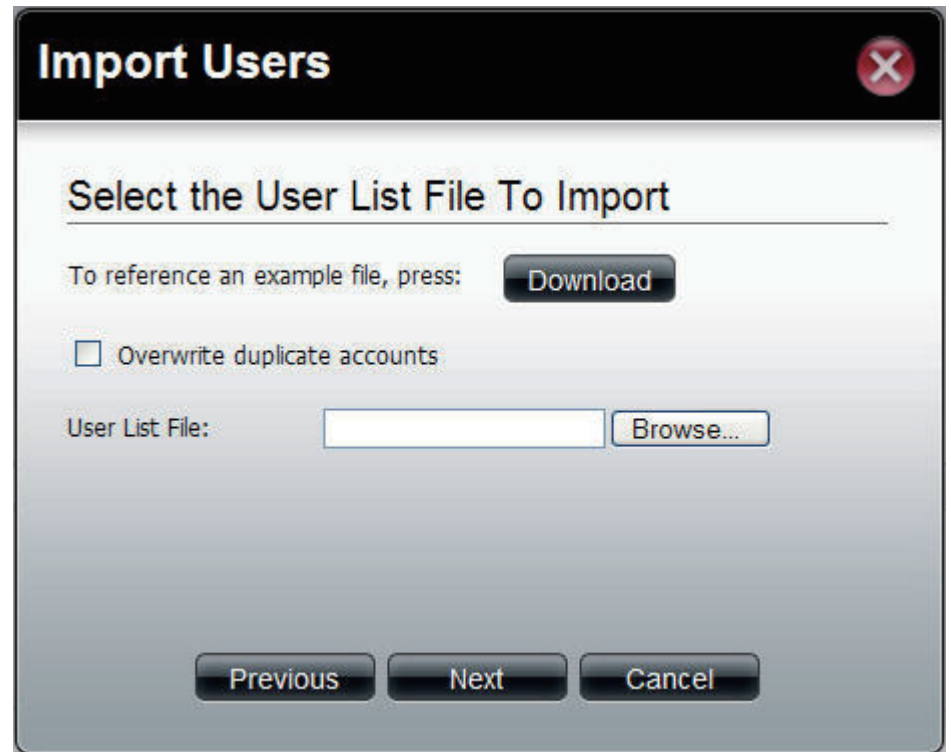 Import Users
Select the User List File To Import
To reference an example file, press: Download
Overwrite duplicate accounts
User List File: Browse...
Previous Next Cancel